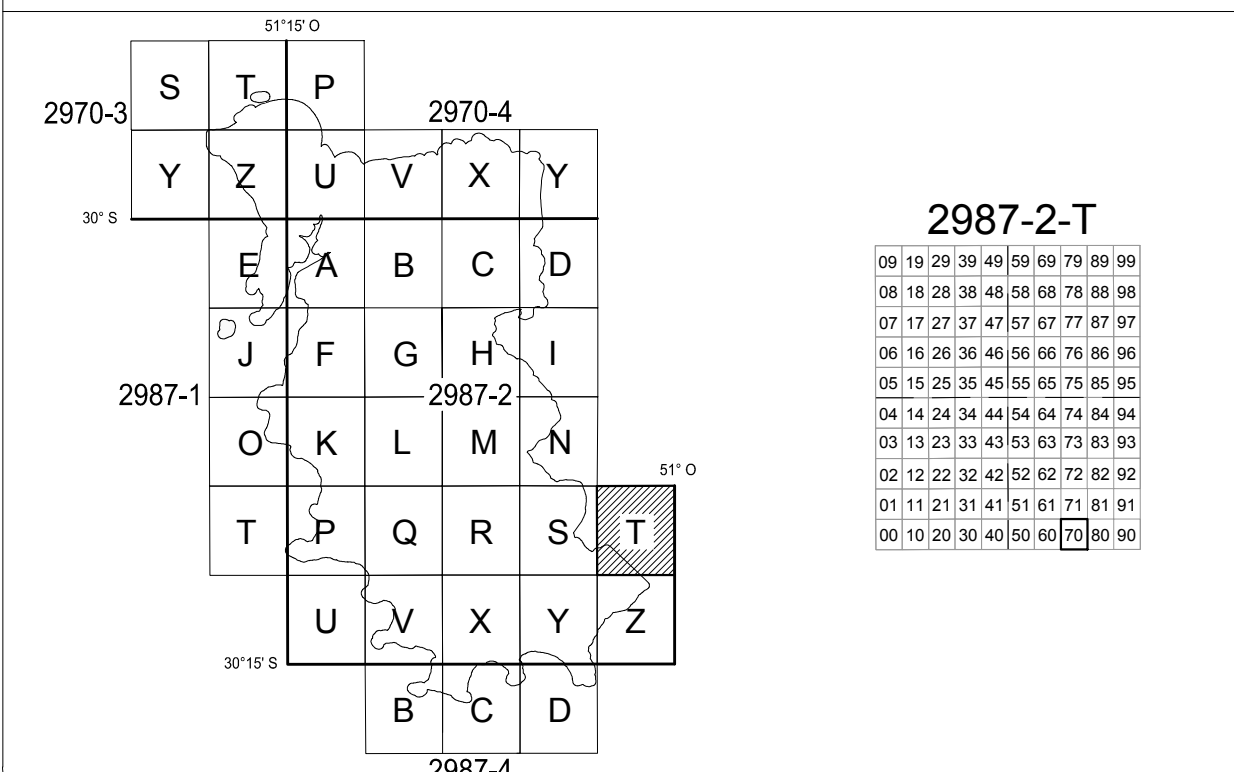 51°15' O
S T P
2970-3 2970-4
Y Z U V X Y
30° S
E A B C D
J F G H I
2987-1 2987-2
O K L M N
51° O
T P Q R S T
U V X Y Z
30°15' S
B C D
2987-4
2987-2-T
09 19 29 39 49 59 69 79 89 99
08 18 28 38 48 58 68 78 88 98
07 17 27 37 47 57 67 77 87 97
06 16 26 36 46 56 66 76 86 96
05 15 25 35 45 55 65 75 85 95
04 14 24 34 44 54 64 74 84 94
03 13 23 33 43 53 63 73 83 93
02 12 22 32 42 52 62 72 82 92
01 11 21 31 41 51 61 71 81 91
00 10 20 30 40 50 60 70 80 90